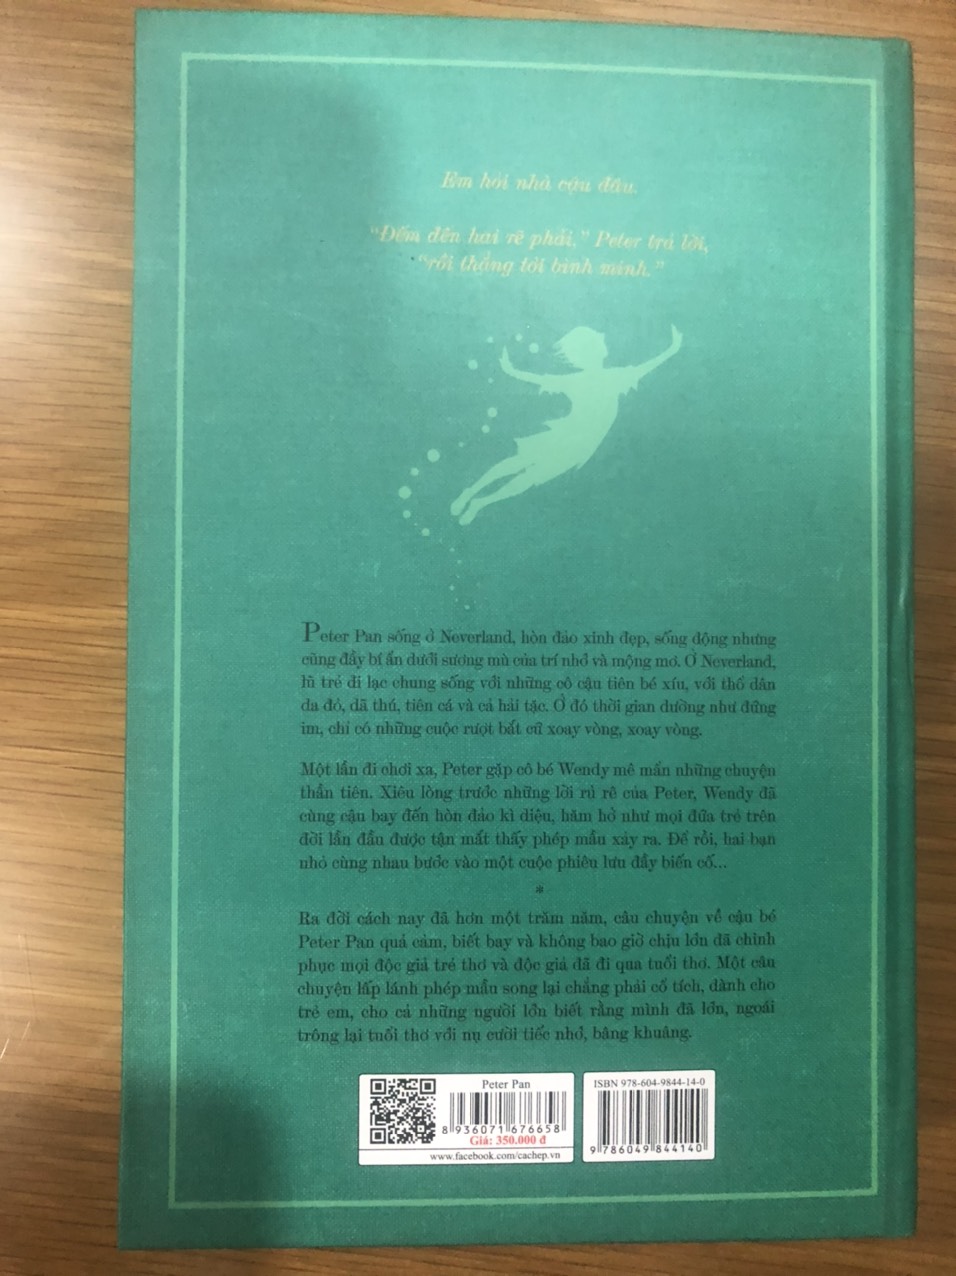 Em hỏi nhà cậu đâu.
“Đếm đến hai rẽ phải,” Peter trả lời,
“rồi thẳng tới bình minh.”
Peter Pan sống ở Neverland, hòn đảo xinh đẹp, sống động nhưng
cũng đầy bí ẩn dưới sương mù của trí nhớ và mộng mơ. Ở Neverland,
lũ trẻ đi lạc chung sống với những cô cậu tiên bé xíu, với thổ dân
da đỏ, dã thú, tiên cá và cả hải tặc. Ở đó thời gian dường như đứng
im, chỉ có những cuộc rượt bắt cứ xoay vòng, xoay vòng.
Một lần đi chơi xa, Peter gặp cô bé Wendy mê mẩn những chuyện
thần tiên. Xiêu lòng trước những lời rủ rê của Peter, Wendy đã
cùng cậu bay đến hòn đảo kì diệu, hăm hở như mọi đứa trẻ trên
đời lần đầu được tận mắt thấy phép mầu xảy ra. Để rồi, hai bạn
nhỏ cùng nhau bước vào một cuộc phiêu lưu đầy biến cố...
*
Ra đời cách nay đã hơn một trăm năm, câu chuyện về cậu bé
Peter Pan quả cảm, biết bay và không bao giờ chịu lớn đã chinh
phục mọi độc giả trẻ thơ và độc giả đã đi qua tuổi thơ. Một câu
chuyện lấp lánh phép mầu song lại chẳng phải cổ tích, dành cho
trẻ em, cho cả những người lớn biết rằng mình đã lớn, ngoái
trông lại tuổi thơ với nụ cười tiếc nhớ, bâng khuâng.
Peter Pan
8 936071 676658
Giá: 350.000 đ
www.facebook.com/cachep.vn
ISBN 978-604-9844-14-0
9 786049 844140